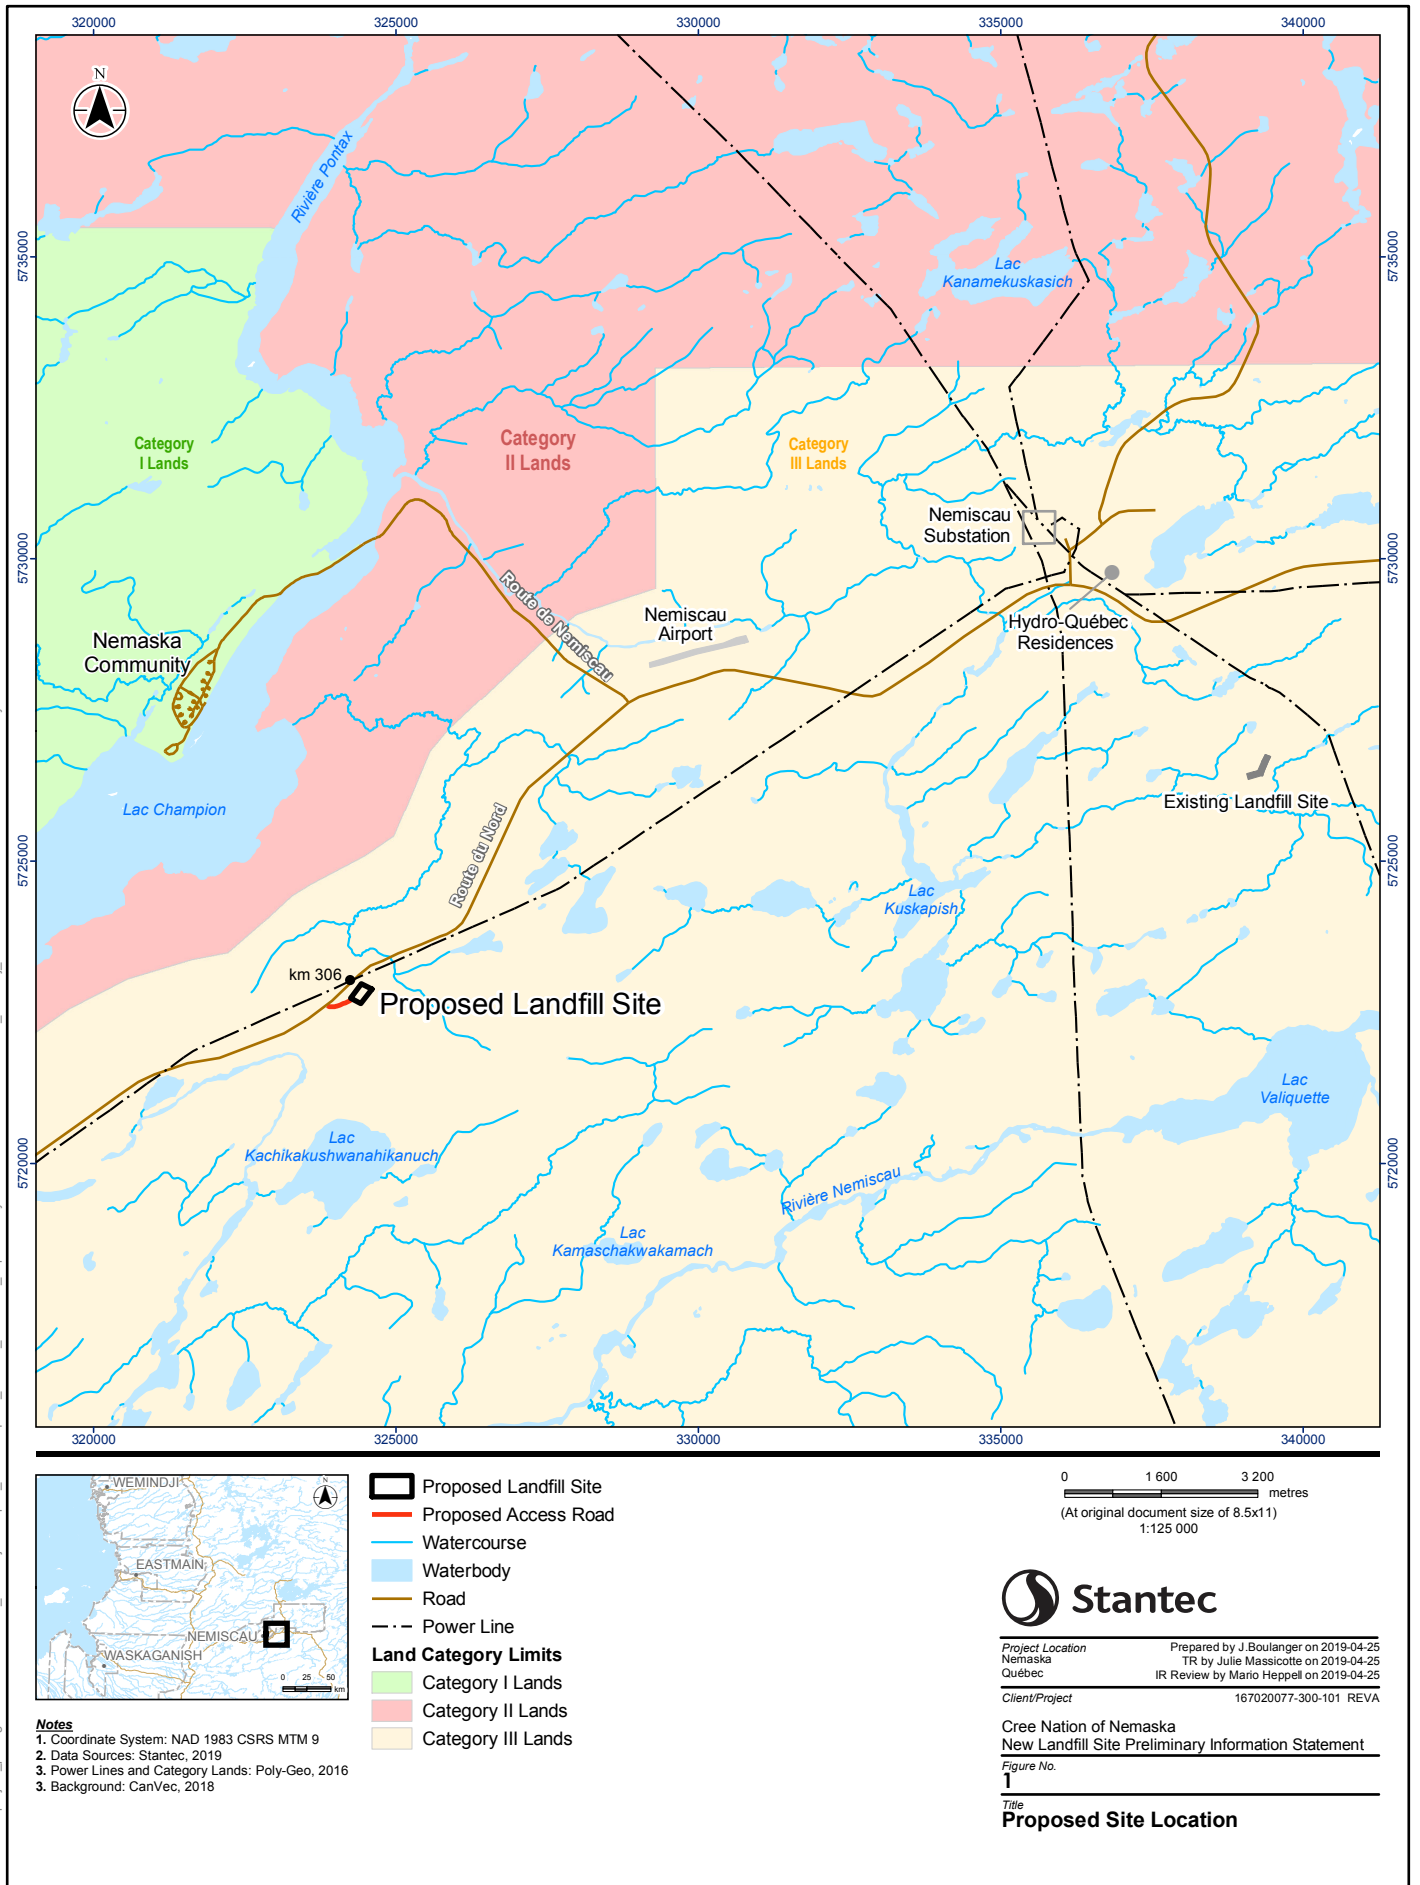 320000 325000 330000 335000 340000
N
Rivière Pontax
5735000
5735000
Lac
Kanamekuskasich
Category
I Lands
Category
II Lands
Category
III Lands
Nemiscau
Substation
5730000
5730000
Route de Nemiscau
Nemiscau
Airport
Hydro-Québec
Residences
Nemaska
Community
Lac Champion
Existing Landfill Site
Route du Nord
5725000
5725000
Lac
Kuskapish
km 306
Proposed Landfill Site
Lac
Valiquette
Lac
Kachikakushwanahikanuch
5720000
5720000
Rivière Nemiscau
Lac
Kamaschakwakamach
320000 325000 330000 335000 340000
WEMINDJI
N
EASTMAIN
NEMISCAU
WASKAGANISH
0 25 50
km
Proposed Landfill Site
Proposed Access Road
Watercourse
Waterbody
Road
Power Line
Land Category Limits
Category I Lands
Category II Lands
Category III Lands
0 1 600 3 200
metres
(At original document size of 8.5x11)
1:125 000
Stantec
Project Location
Nemaska
Québec
Prepared by J.Boulanger on 2019-04-25
TR by Julie Massicotte on 2019-04-25
IR Review by Mario Heppell on 2019-04-25
Client/Project 167020077-300-101 REVA
Cree Nation of Nemaska
New Landfill Site Preliminary Information Statement
Figure No.
1
Title
Proposed Site Location
Notes
1. Coordinate System: NAD 1983 CSRS MTM 9
2. Data Sources: Stantec, 2019
3. Power Lines and Category Lands: Poly-Geo, 2016
3. Background: CanVec, 2018